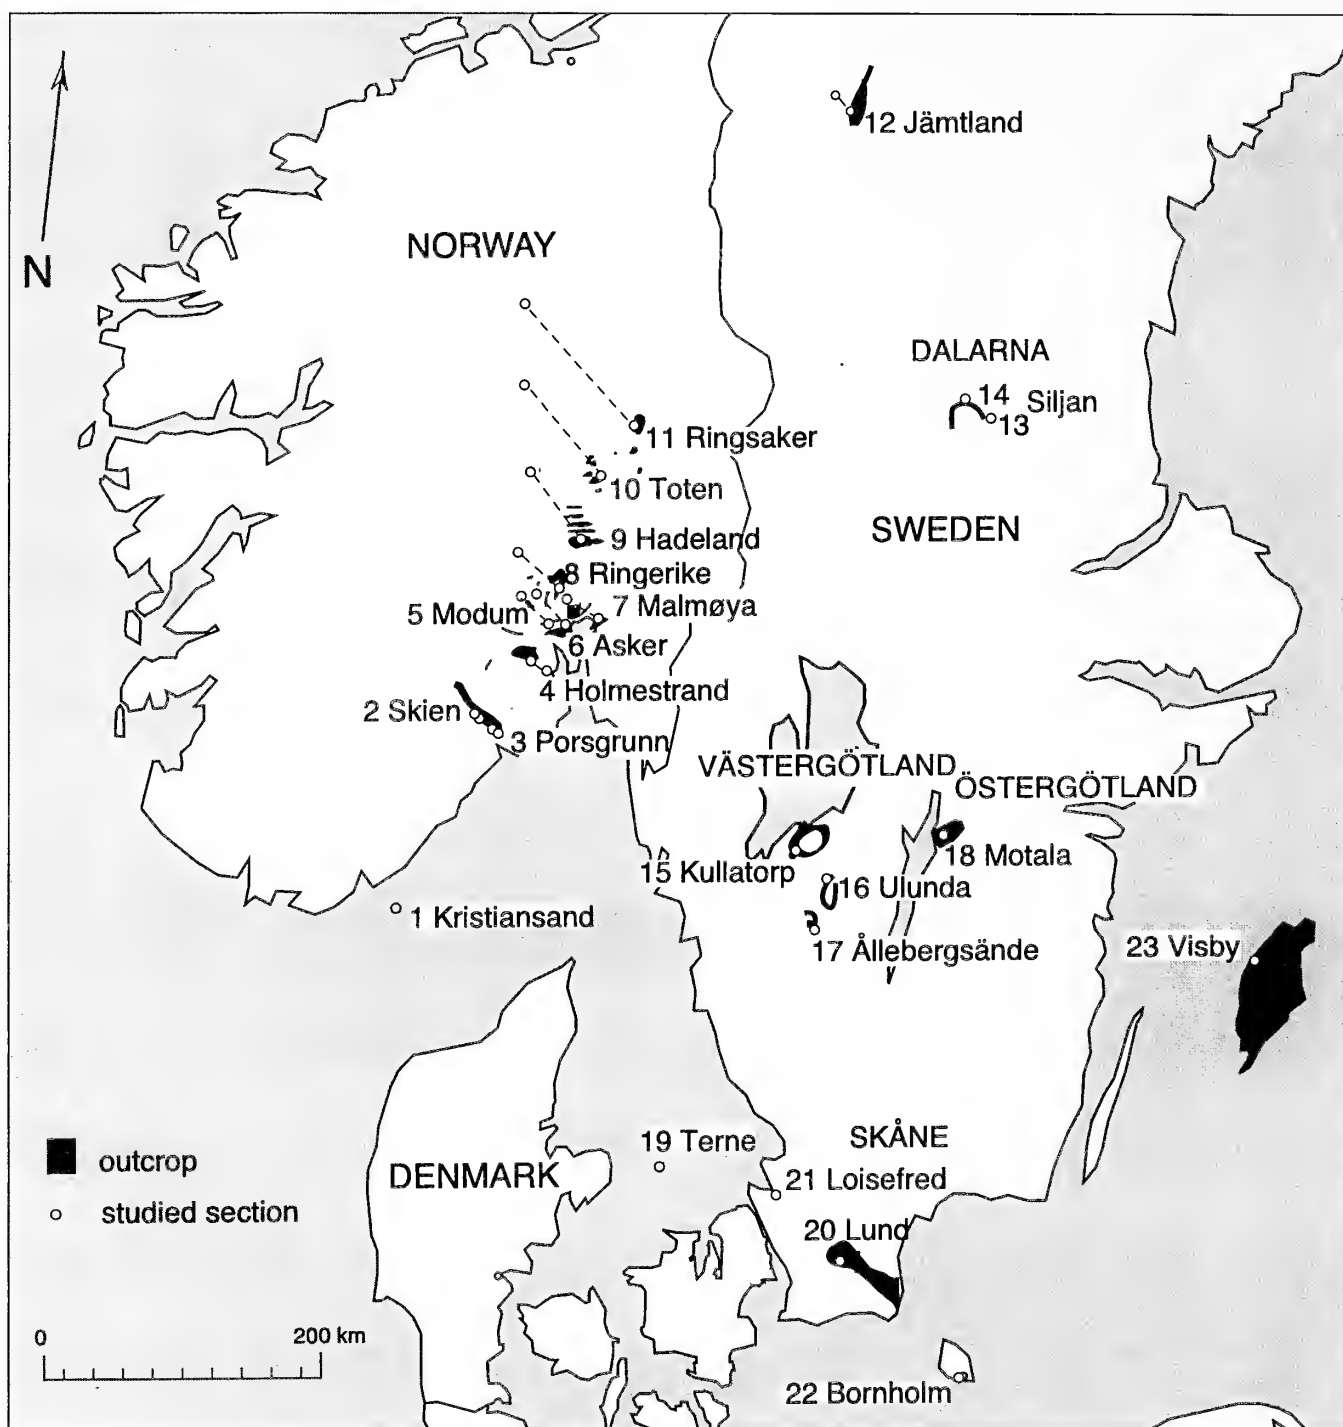 12 Jämtland
NORWAY
N
DALARNA
14
Siljan
13
11 Ringsaker
10 Toten
SWEDEN
9 Hadeland
8 Ringerike
5 Modum
7 Malmøya
6 Asker
4 Holmestrand
2 Skien
3 Porsgrunn
VÄSTERGÖTLAND
ÖSTERGÖTLAND
18 Motala
15 Kullatorp
16 Ulunda
1 Kristiansand
17 Ållebergsände
23 Visby
19 Terne
SKÅNE
outcrop
DENMARK
21 Loisefred
studied section
20 Lund
0
200 km
22 Bornholm